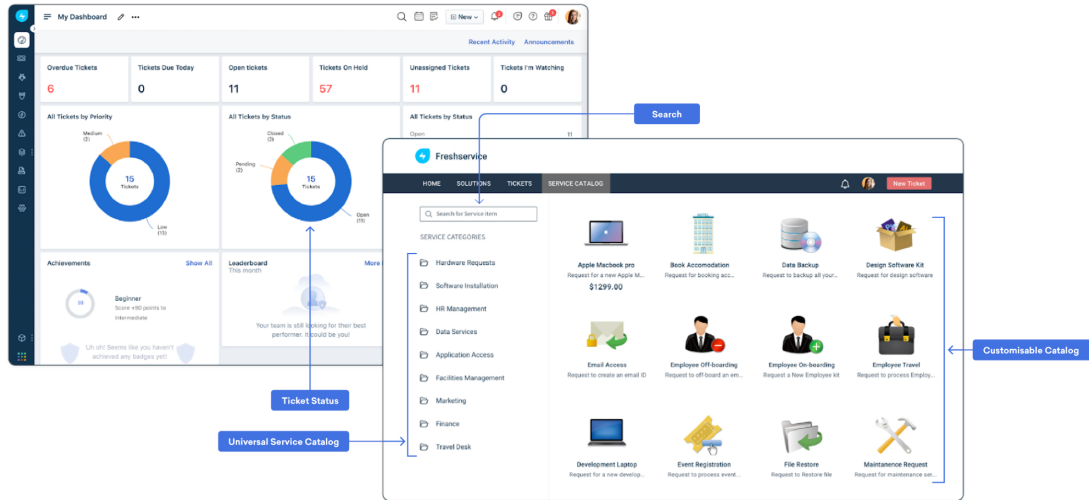 My Dashboard
New
Recent Activity
Announcements
Overdue Tickets
6
Tickets Due Today
0
Open tickets
11
Tickets On Hold
57
Unassigned Tickets
11
Tickets I'm Watching
0
All Tickets by Priority
Medium
(2)
15
Tickets
Low
(13)
All Tickets by Status
Closed
(2)
Pending
(2)
15
Tickets
Open
(11)
All Tickets by Status
Open
11
Achievements
Show All
Beginner
Score +90 points to
intermediate
Uh oh! Seems like you haven't
achieved any badges yet!
Leaderboard
This month
More
Your team is still looking for their best
performer, it could be you!
Search
Ticket Status
Universal Service Catalog
Customisable Catalog
Freshservice
HOME
SOLUTIONS
TICKETS
SERVICE CATALOG
New Ticket
Search for Service item
SERVICE CATEGORIES
Hardware Requests
Software Installation
HR Management
Data Services
Application Access
Facilities Management
Marketing
Finance
Travel Desk
Apple Macbook pro
Request for a new Apple M...
$1299.00
Book Accomodation
Request for booking acc...
Data Backup
Request to backup all your...
Design Software Kit
Request for design software
Email Access
Request to create an email ID
Employee Off-boarding
Request to off-board an em...
Employee On-boarding
Request a New Employee kit
Employee Travel
Request to process Employ...
Development Laptop
Request for a new develop...
Event Registration
Request to process event...
File Restore
Request to Restore file
Maintanence Request
Request for maintenance ser...